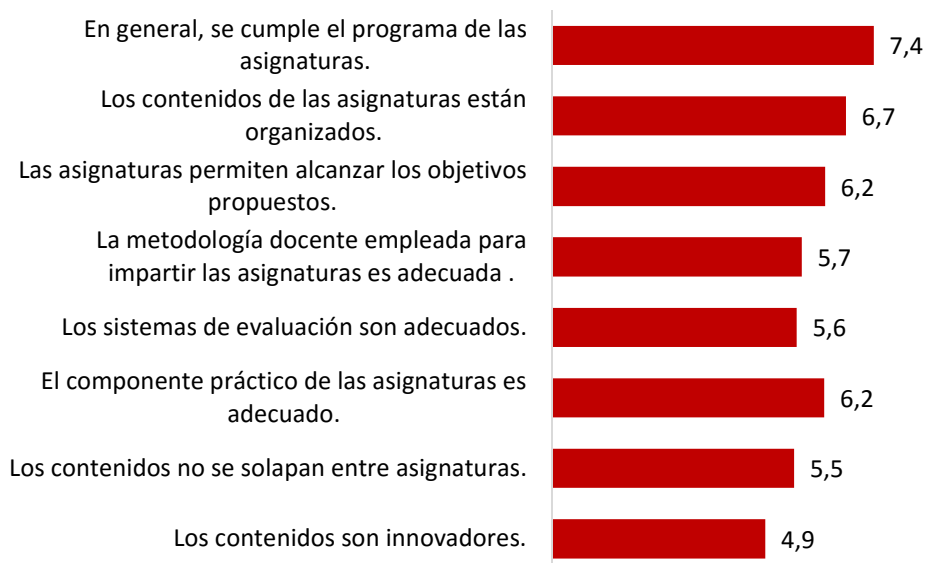 En general, se cumple el programa de las
asignaturas.
7,4
Los contenidos de las asignaturas están
organizados.
6,7
Las asignaturas permiten alcanzar los objetivos
propuestos.
6,2
La metodología docente empleada para
impartir las asignaturas es adecuada .
5,7
Los sistemas de evaluación son adecuados.
5,6
El componente práctico de las asignaturas es
adecuado.
6,2
Los contenidos no se solapan entre asignaturas.
5,5
Los contenidos son innovadores.
4,9